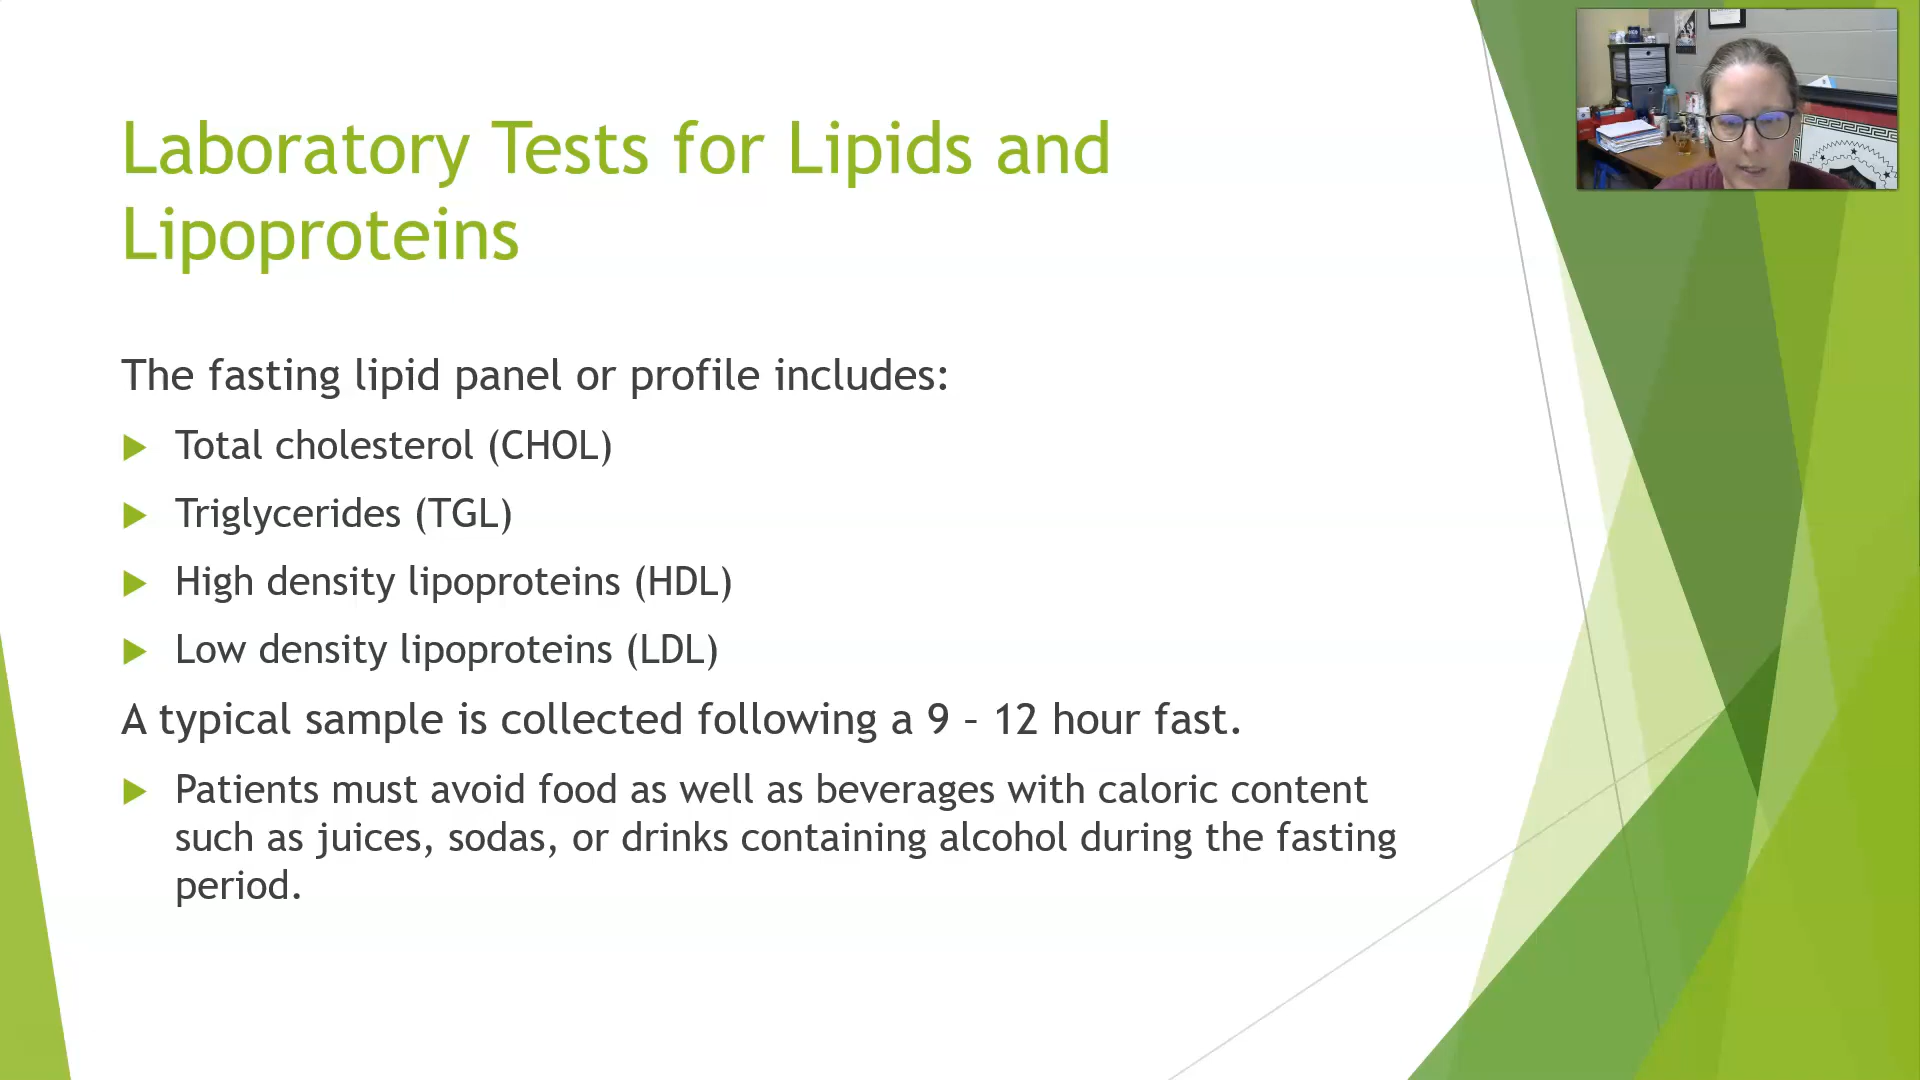 Laboratory Tests for Lipids and
Lipoproteins
The fasting lipid panel or profile includes:
Total cholesterol (CHOL)
Triglycerides (TGL)
High density lipoproteins (HDL)
Low density lipoproteins (LDL)
A typical sample is collected following a 9 – 12 hour fast.
Patients must avoid food as well as beverages with caloric content
such as juices, sodas, or drinks containing alcohol during the fasting
period.